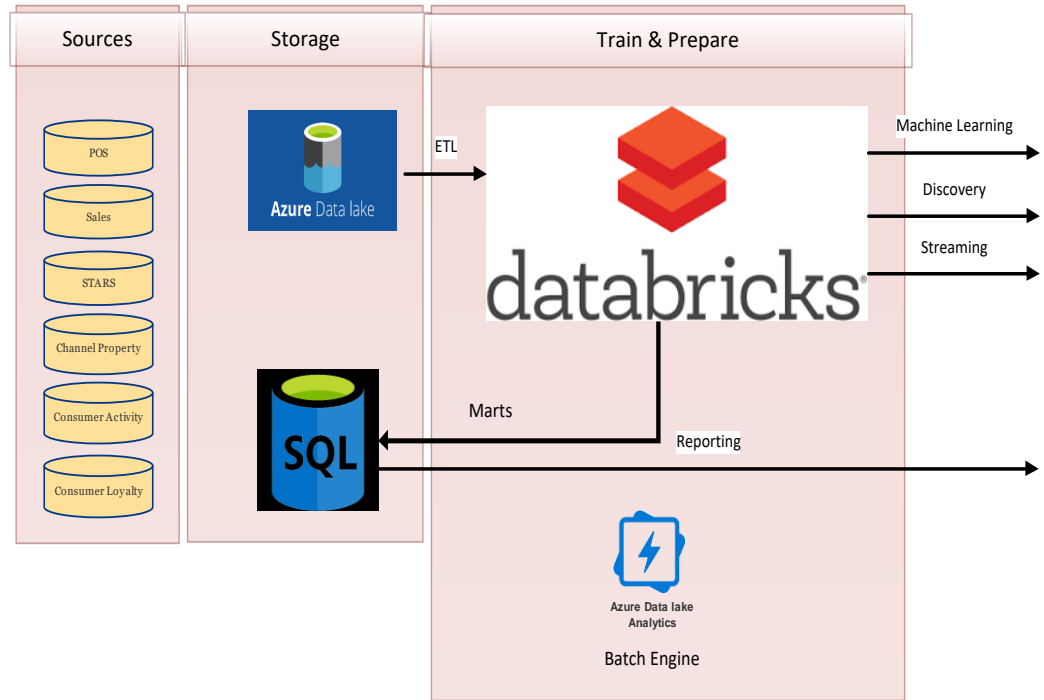 Sources
Storage
Train & Prepare
POS
Sales
STARS
Channel Property
Consumer Activity
Consumer Loyalty
Azure Data lake
ETL
databricks®
Machine Learning
Discovery
Streaming
SQL
Marts
Reporting
Azure Data lake
Analytics
Batch Engine